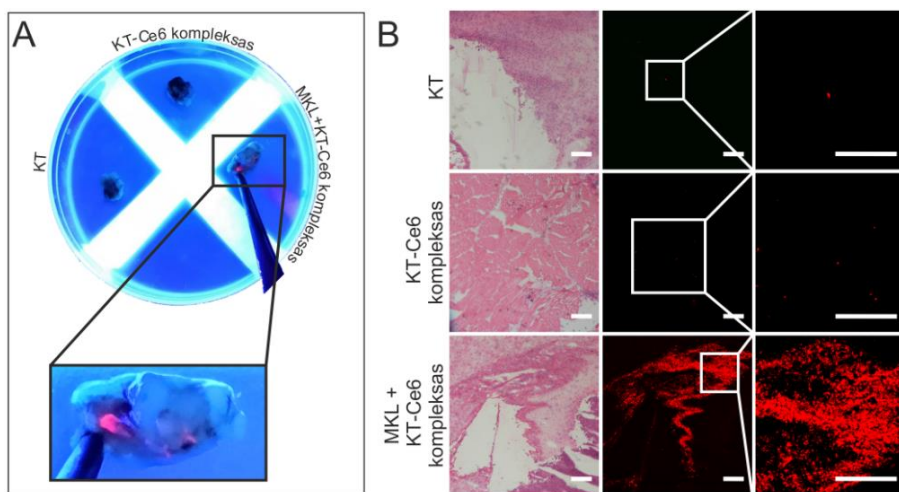 A
KT-Ce6 kompleksas
KT
MKL+KT-Ce6 kompleksas
B
KT
KT-Ce6
kompleksas
MKL +
KT-Ce6
kompleksas